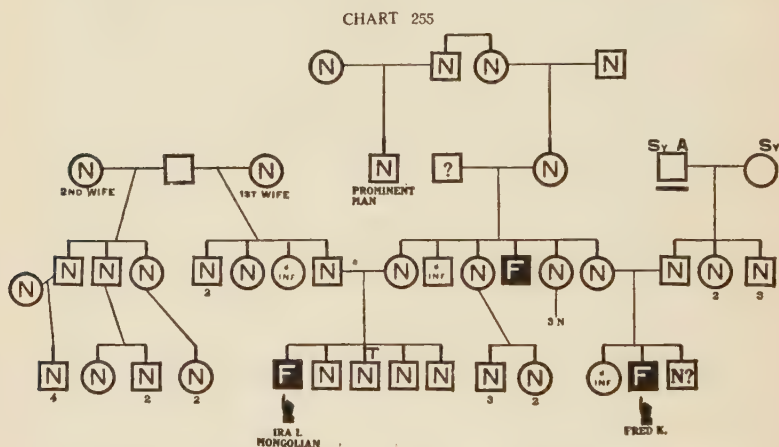 CHART 255
N N N N
Sy A Sy
N N N ? N
2ND WIFE 1ST WIFE PROMINENT MAN
N N N N N N d INF N N d INF N F N N N N N
2 3 N 2 3
N N N N F N N N N N N d INF F N?
4 2 2 T 3 2
IRA I. MONGOLIAN
FRED K.